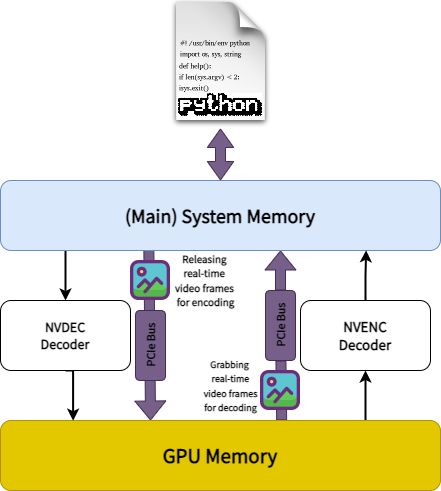 #! /usr/bin/env python
import os, sys, string
def help():
if len(sys.argv) < 2:
isys.exit()
python
(Main) System Memory
Releasing
real-time
video frames
for encoding
NVDEC
Decoder
PCIe Bus
PCIe Bus
NVENC
Decoder
Grabbing
real-time
video frames
for decoding
GPU Memory